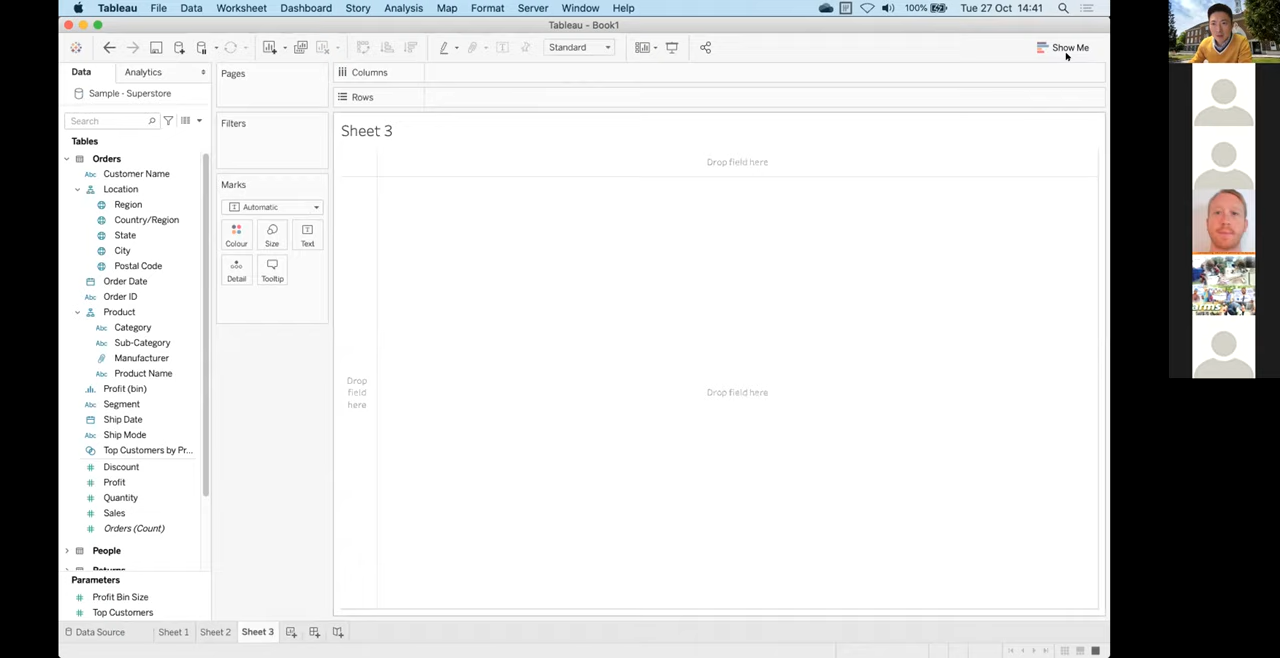 Tableau File Data Worksheet Dashboard Story Analysis Map Format Server Window Help 100% Tue 27 Oct 14:41
Tableau - Book1
Standard Show Me
Data Analytics
Sample - Superstore
Search
Tables
Orders
Customer Name
Location
Region
Country/Region
State
City
Postal Code
Order Date
Order ID
Product
Category
Sub-Category
Manufacturer
Product Name
Profit (bin)
Segment
Ship Date
Ship Mode
Top Customers by Pr...
Discount
Profit
Quantity
Sales
Orders (Count)
People
Returns
Parameters
Profit Bin Size
Top Customers
Pages
Filters
Marks
Automatic
Colour Size Text
Detail Tooltip
Columns
Rows
Sheet 3
Drop field here
Drop
field
here
Drop field here
Data Source Sheet 1 Sheet 2 Sheet 3